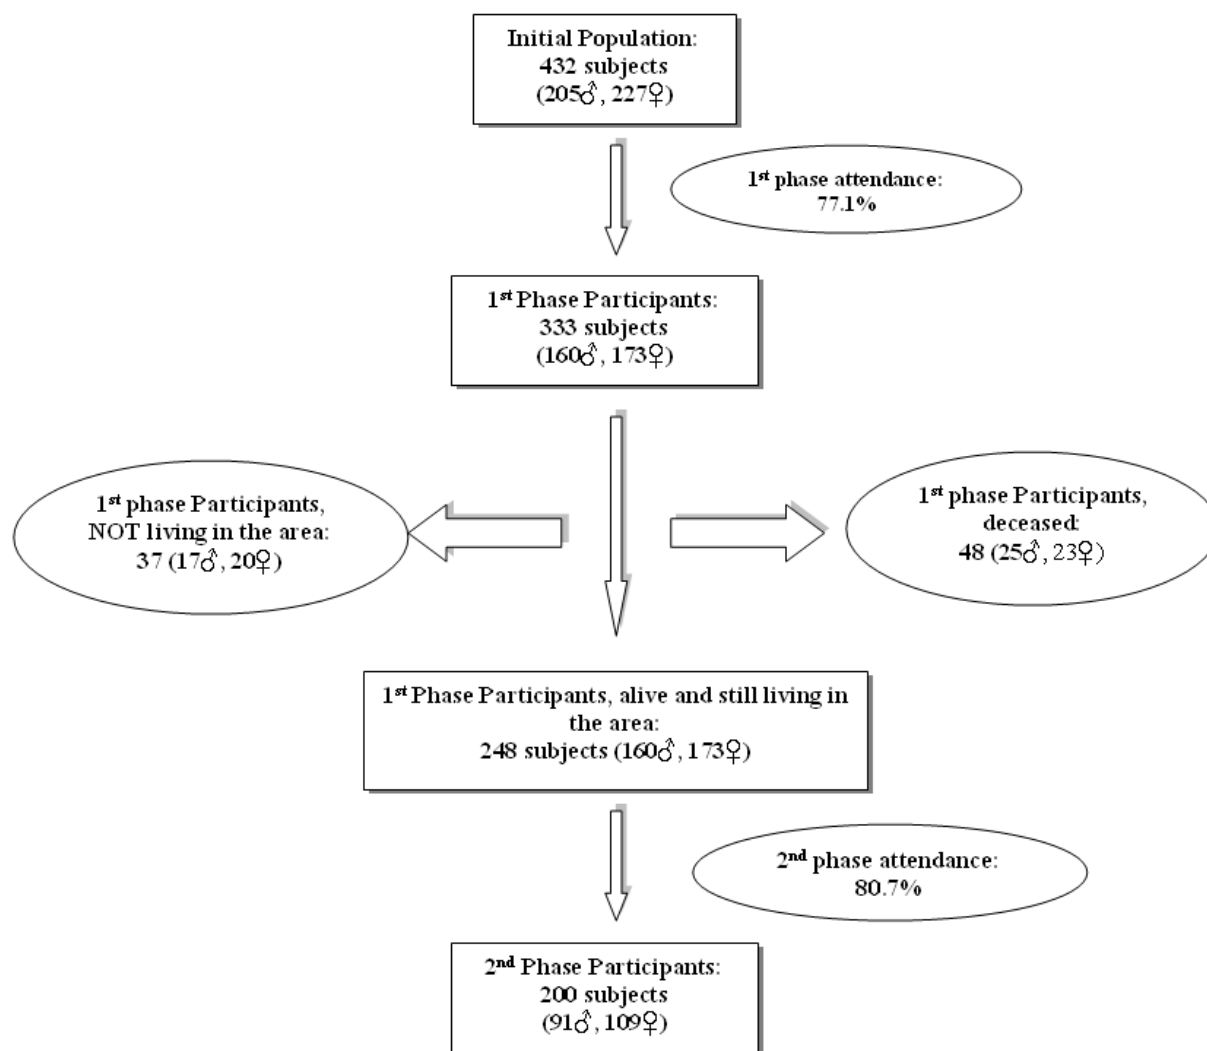 Initial Population:
432 subjects
(205♂, 227♀)
1st phase attendance:
77.1%
1st Phase Participants:
333 subjects
(160♂, 173♀)
1st phase Participants,
NOT living in the area:
37 (17♂, 20♀)
1st phase Participants,
deceased:
48 (25♂, 23♀)
1st Phase Participants, alive and still living in
the area:
248 subjects (160♂, 173♀)
2nd phase attendance:
80.7%
2nd Phase Participants:
200 subjects
(91♂, 109♀)